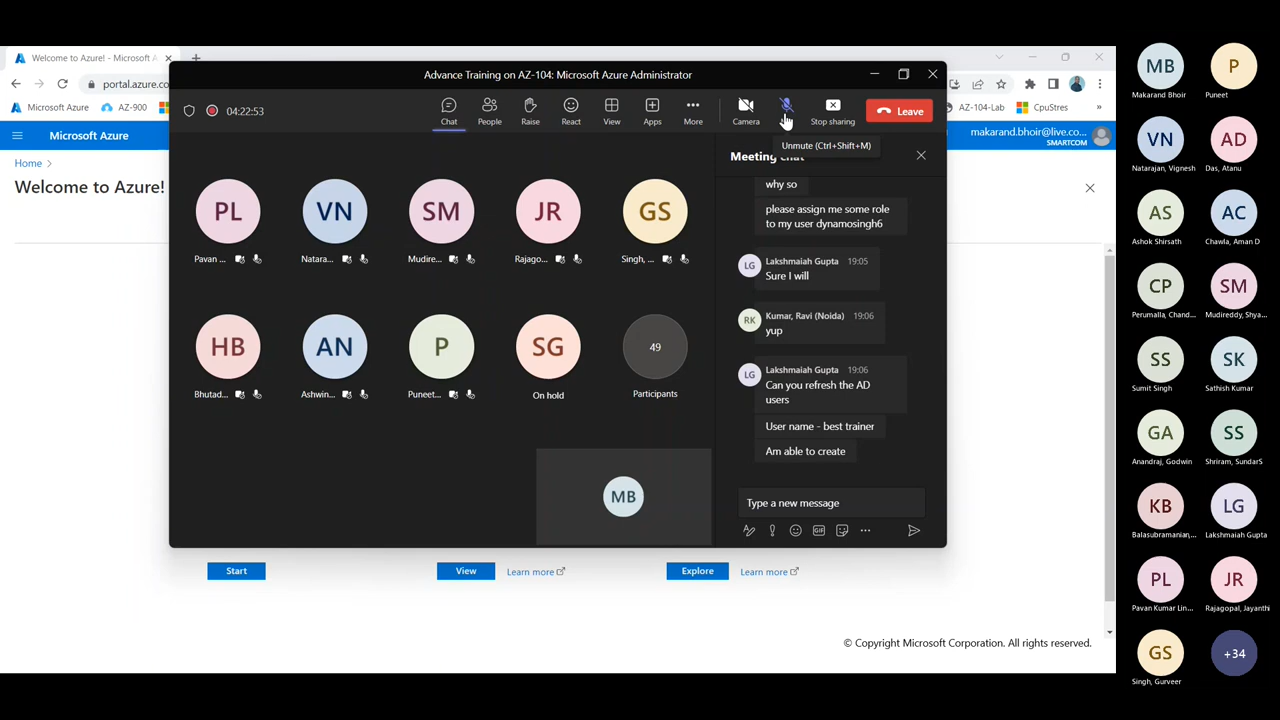 Welcome to Azure! - Microsoft A
portal.azure.co
Microsoft Azure
AZ-900
-104-Lab
CpuStres
»
Microsoft Azure
makarand.bhoir@live.co...
SMARTCOM
Home >
Welcome to Azure!
Advance Training on AZ-104: Microsoft Azure Administrator
04:22:53
Chat
People
Raise
React
View
Apps
More
Camera
Stop sharing
Leave
Unmute (Ctrl+Shift+M)
PL
VN
SM
JR
GS
Pavan ...
Natara...
Mudire...
Rajago...
Singh, ...
HB
AN
P
SG
49
Bhutad...
Ashwin...
Puneet...
On hold
Participants
MB
Meeting chat
why so
please assign me some role
to my user dynamosingh6
LG
Lakshmaiah Gupta 19:05
Sure I will
RK
Kumar, Ravi (Noida) 19:06
yup
LG
Lakshmaiah Gupta 19:06
Can you refresh the AD
users
User name - best trainer
Am able to create
Type a new message
GIF
Start
View
Learn more
Explore
Learn more
© Copyright Microsoft Corporation. All rights reserved.
MB
P
Makarand Bhoir
Puneet
VN
AD
Natarajan, Vignesh
Das, Atanu
AS
AC
Ashok Shirsath
Chawla, Aman D
CP
SM
Perumalla, Chand...
Mudireddy, Shya...
SS
SK
Sumit Singh
Sathish Kumar
GA
SS
Anandraj, Godwin
Shriram, SundarS
KB
LG
Balasubramanian,...
Lakshmaiah Gupta
PL
JR
Pavan Kumar Lin...
Rajagopal, Jayanthi
GS
+34
Singh, Gurveer